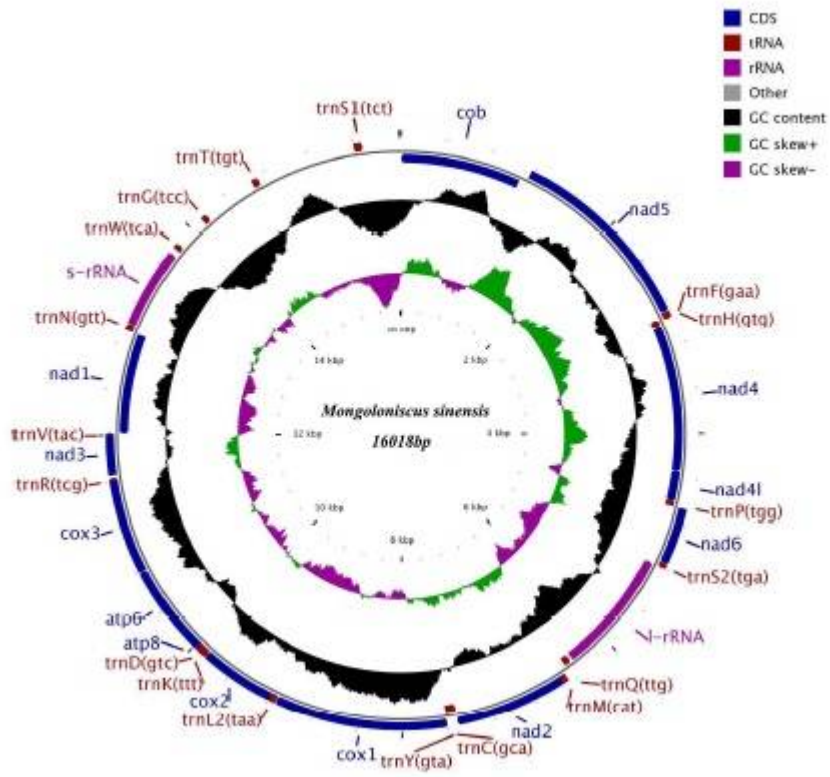 CDS
tRNA
rRNA
Other
GC content
GC skew+
GC skew-
trnS1(tct)
cob
trnT(tgt)
trnG(tcc)
trnW(tca)
s-rRNA
trnN(gtt)
nad1
trnV(tac)
nad3
trnR(tcg)
cox3
atp6
atp8
trnD(gtc)
trnK(ttt)
cox2
trnL2(taa)
cox1
trnY(gta)
trnC(gca)
nad2
trnM(cat)
trnQ(ttg)
l-rRNA
trnS2(tga)
nad6
trnP(tgg)
nad4l
nad4
trnH(gtg)
trnF(gaa)
nad5
14 kbp
2 kbp
Mongoloniscus sinensis
12 kbp
4 kbp
16018bp
10 kbp
6 kbp
8 kbp